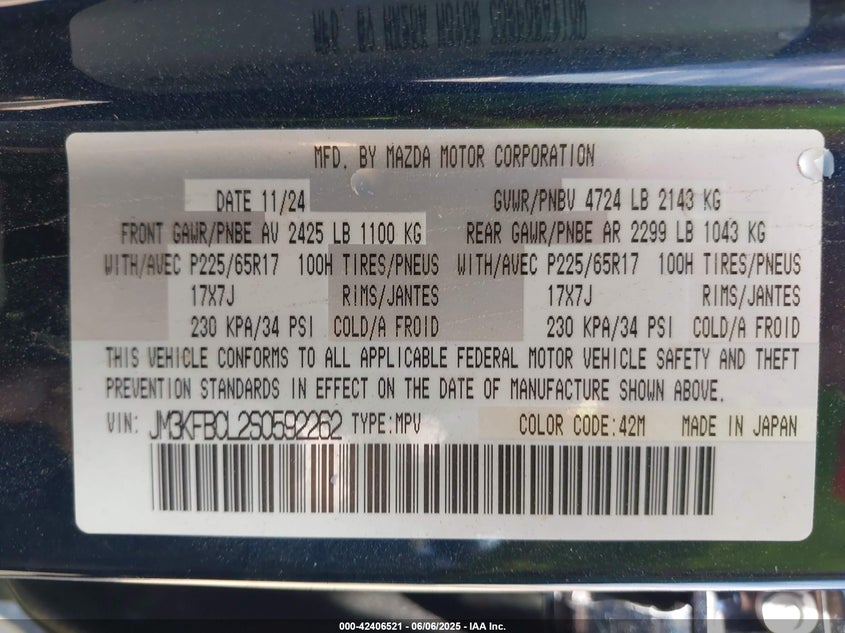 MFD. BY MAZDA MOTOR CORPORATION
DATE 11/24 GVWR/PNBV 4724 LB 2143 KG
FRONT GAWR/PNBE AV 2425 LB 1100 KG REAR GAWR/PNBE AR 2299 LB 1043 KG
WITH/AVEC P225/65R17 100H TIRES/PNEUS WITH/AVEC P225/65R17 100H TIRES/PNEUS
17X7J RIMS/JANTES 17X7J RIMS/JANTES
230 KPA/34 PSI COLD/A FROID 230 KPA/34 PSI COLD/A FROID
THIS VEHICLE CONFORMS TO ALL APPLICABLE FEDERAL MOTOR VEHICLE SAFETY AND THEFT
PREVENTION STANDARDS IN EFFECT ON THE DATE OF MANUFACTURE SHOWN ABOVE.
VIN: JM3KFBCL2S0592262 TYPE:MPV COLOR CODE:42M MADE IN JAPAN
000-42406521 - 06/06/2025 - IAA Inc.